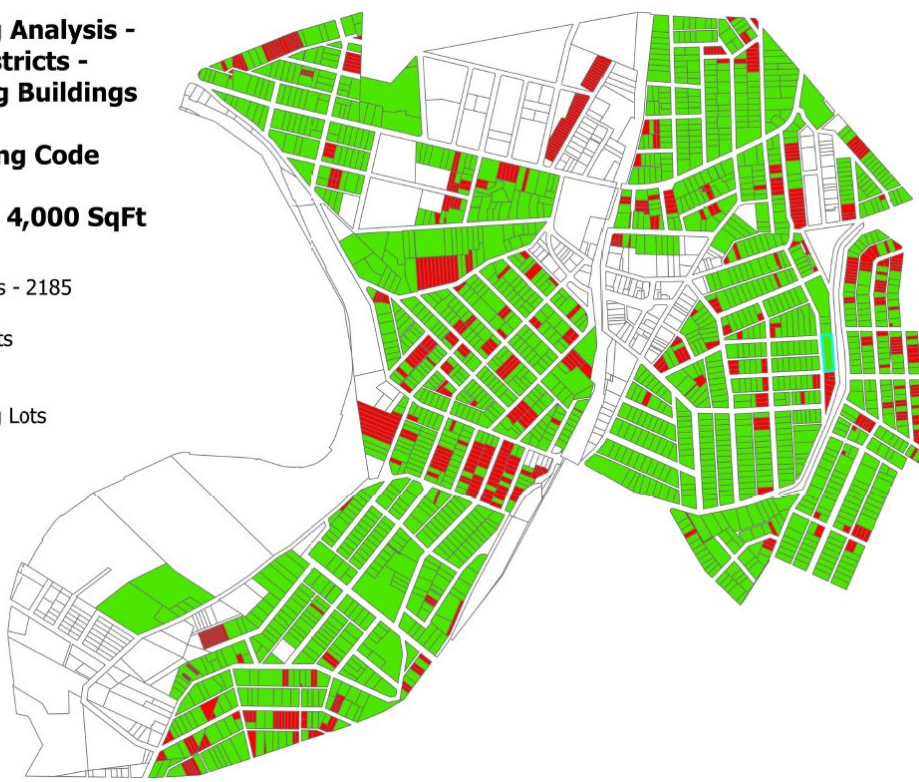 g Analysis -
stricts -
g Buildings
ng Code
4,000 SqFt
s - 2185
ts
g Lots